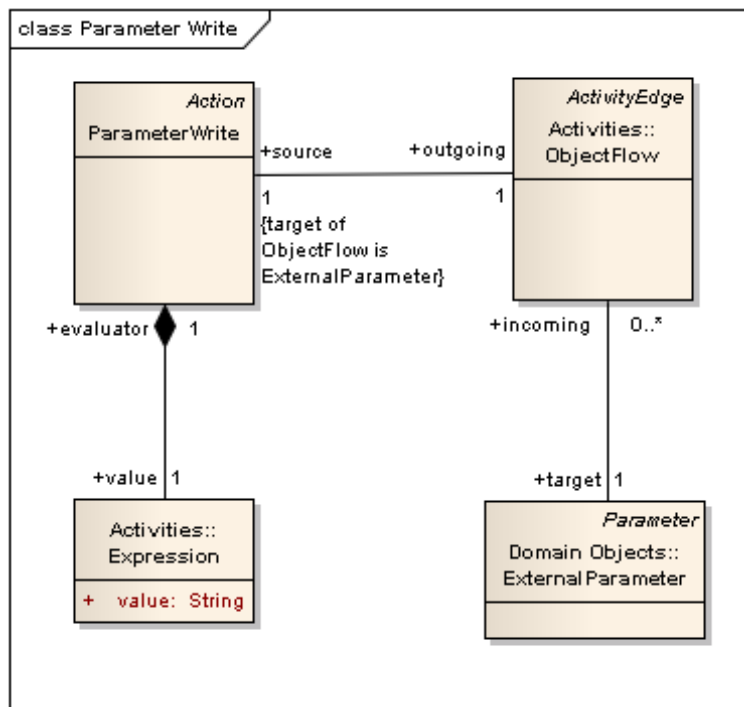 class Parameter Write
Action
ParameterWrite
ActivityEdge
Activities::
ObjectFlow
+source
+outgoing
1
1
{target of
ObjectFlow is
ExternalParameter}
+evaluator
1
+incoming
0..*
+value
1
+target
1
Activities::
Expression
+ value: String
Parameter
Domain Objects::
ExternalParameter